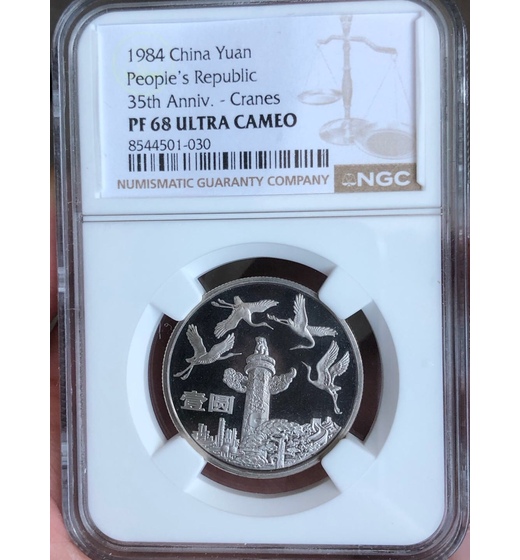 1984 China Yuan
People's Republic
35th Anniv. - Cranes
PF 68 ULTRA CAMEO
8544501-030
NUMISMATIC GUARANTY COMPANY NGC
壹圆